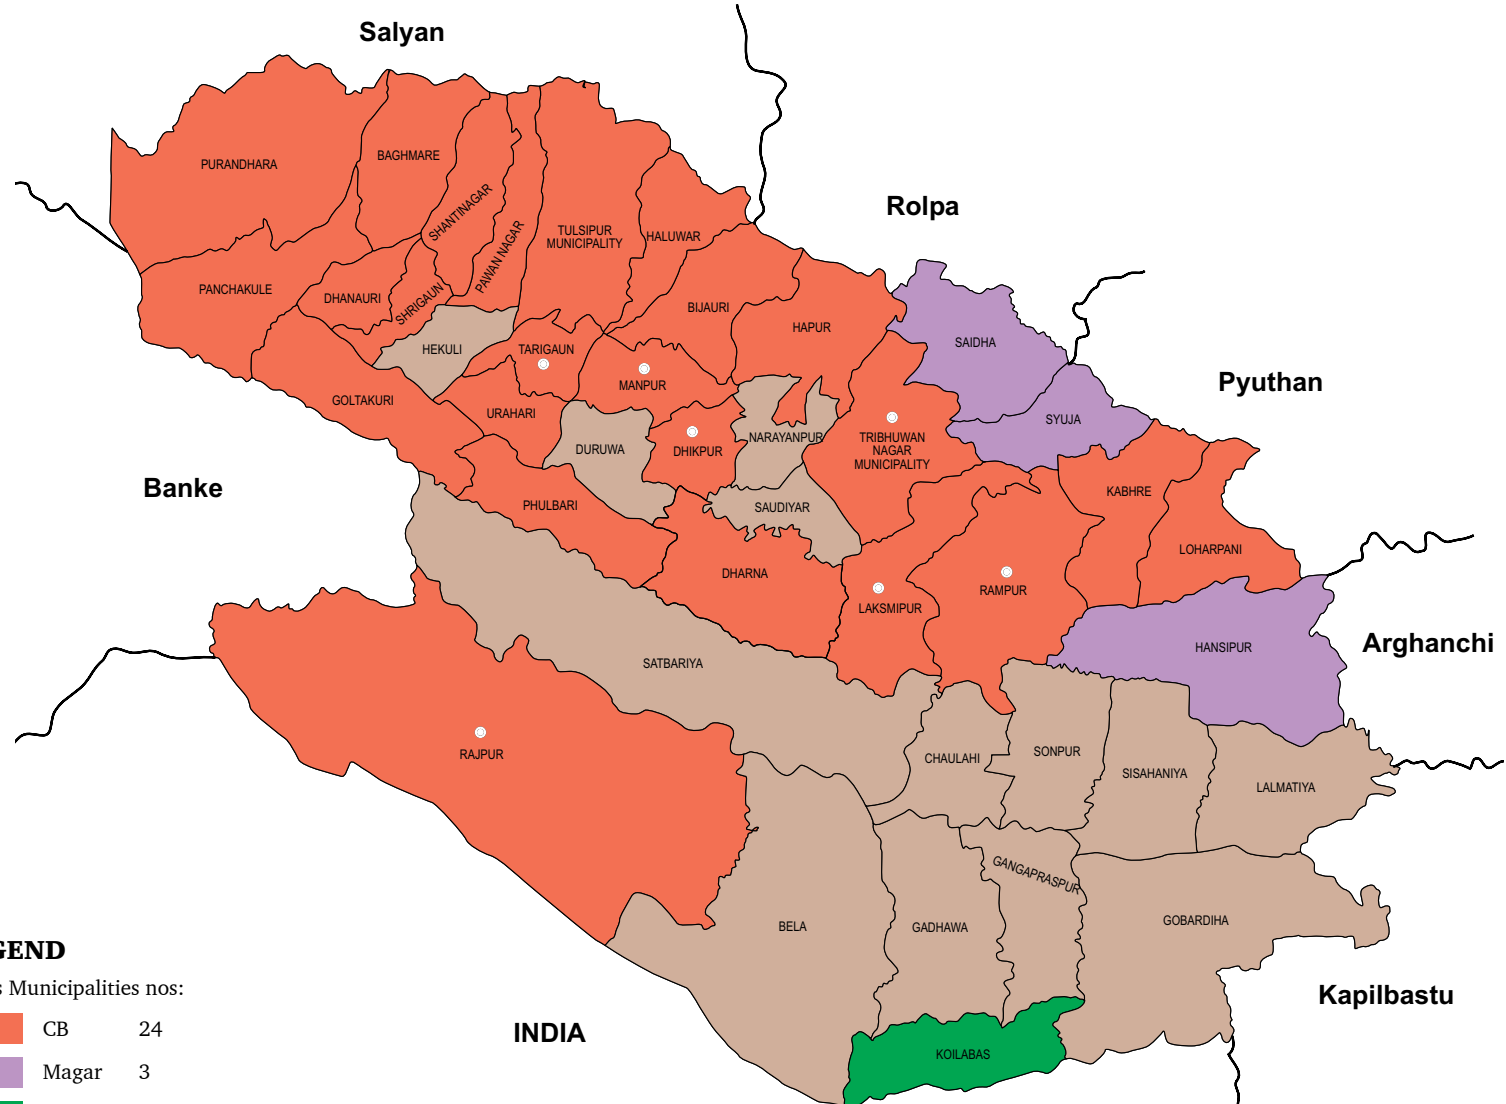 Salyan
Rolpa
Pyuthan
Banke
Arghanchi
Kapilbastu
INDIA
PURANDHARA
BAGHMARE
SHANTINAGAR
PAWAN NAGAR
TULSIPUR
MUNICIPALITY
HALUWAR
PANCHAKULE
DHANAURI
SHRIGAUN
BIJAURI
HAPUR
HEKULI
TARIGAUN
MANPUR
SAIDHA
SYUJA
GOLTAKURI
URAHARI
DURUWA
DHIKPUR
NARAYANPUR
TRIBHUWAN
NAGAR
MUNICIPALITY
KABHRE
PHULBARI
SAUDIYAR
LOHARPANI
DHARNA
LAKSMIPUR
RAMPUR
HANSIPUR
SATBARIYA
RAJPUR
CHAULAHI
SONPUR
SISAHANIYA
LALMATIYA
GANGAPRASPUR
BELA
GADHAWA
GOBARDIHA
KOILABAS
GEND
s Municipalities nos:
CB 24
Magar 3